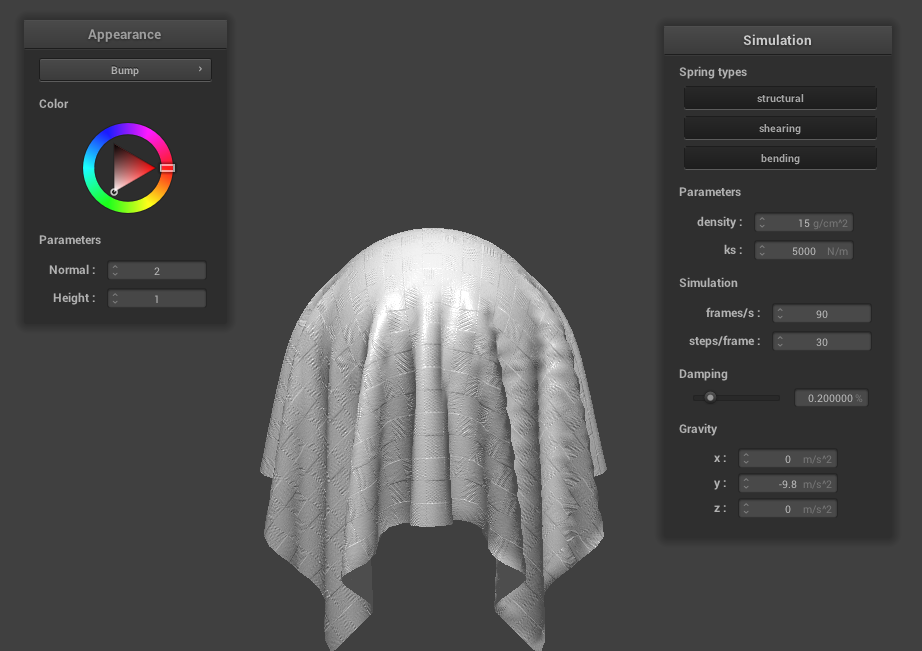 Appearance
Bump ›
Color
Parameters
Normal : 2
Height : 1
Simulation
Spring types
structural
shearing
bending
Parameters
density : 15 g/cm^2
ks : 5000 N/m
Simulation
frames/s : 90
steps/frame : 30
Damping
0.200000 %
Gravity
x : 0 m/s^2
y : -9.8 m/s^2
z : 0 m/s^2